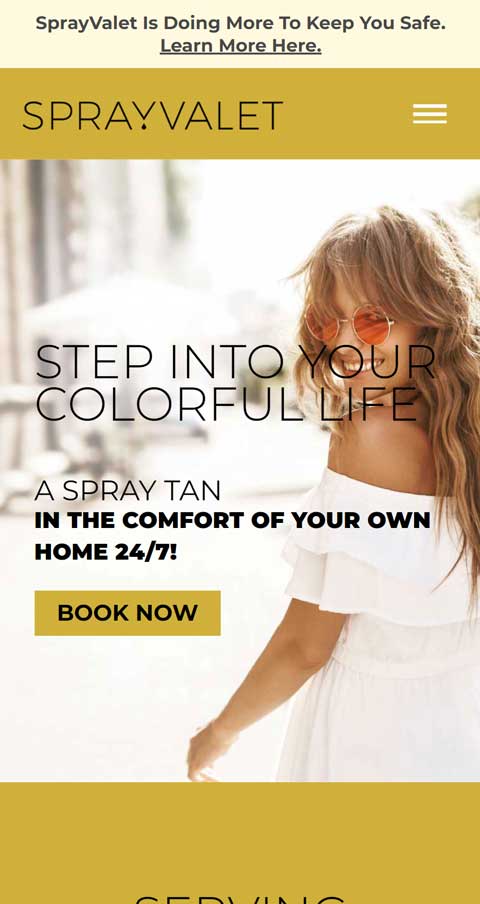 SprayValet Is Doing More To Keep You Safe.
Learn More Here.
SPRAYVALET
STEP INTO YOUR
COLORFUL LIFE
A SPRAY TAN
IN THE COMFORT OF YOUR OWN
HOME 24/7!
BOOK NOW
SERVING